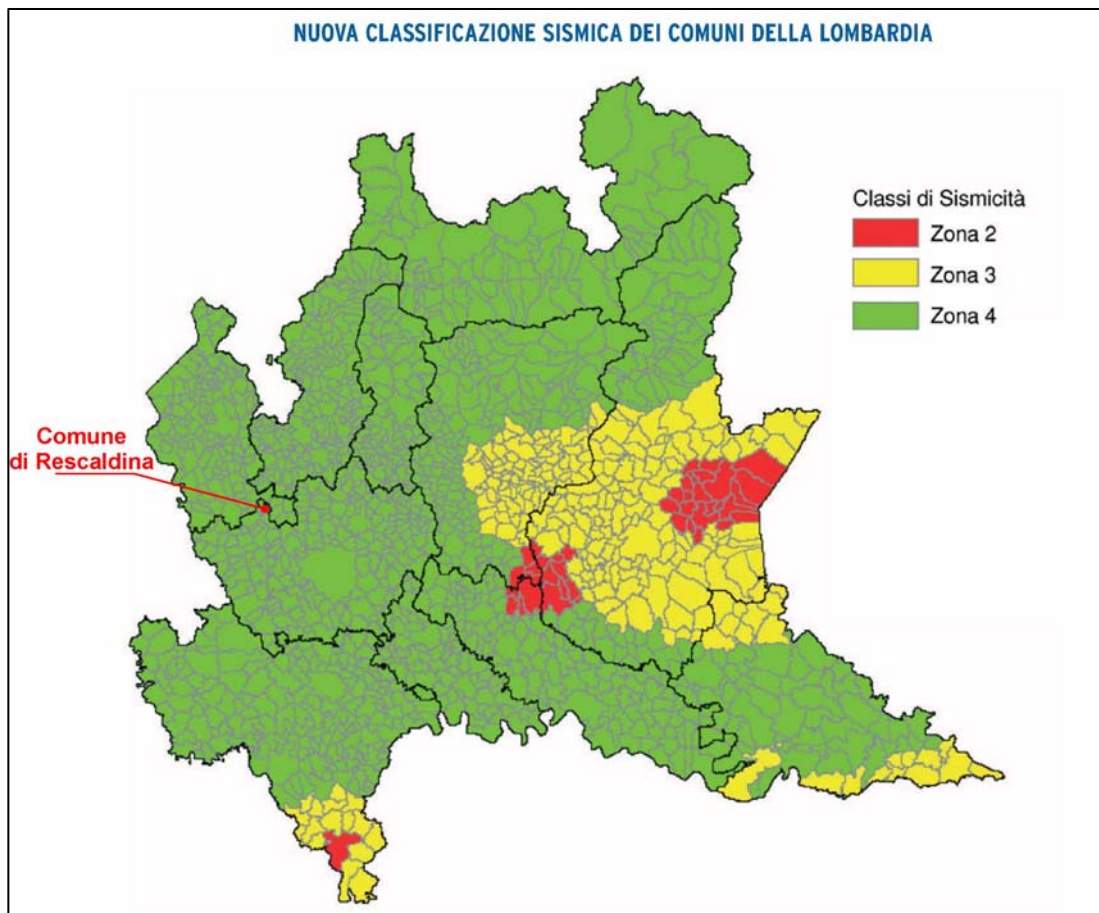 NUOVA CLASSIFICAZIONE SISMICA DEI COMUNI DELLA LOMBARDIA
Classi di Sismicità
Zona 2
Zona 3
Zona 4
Comune
di Rescaldina